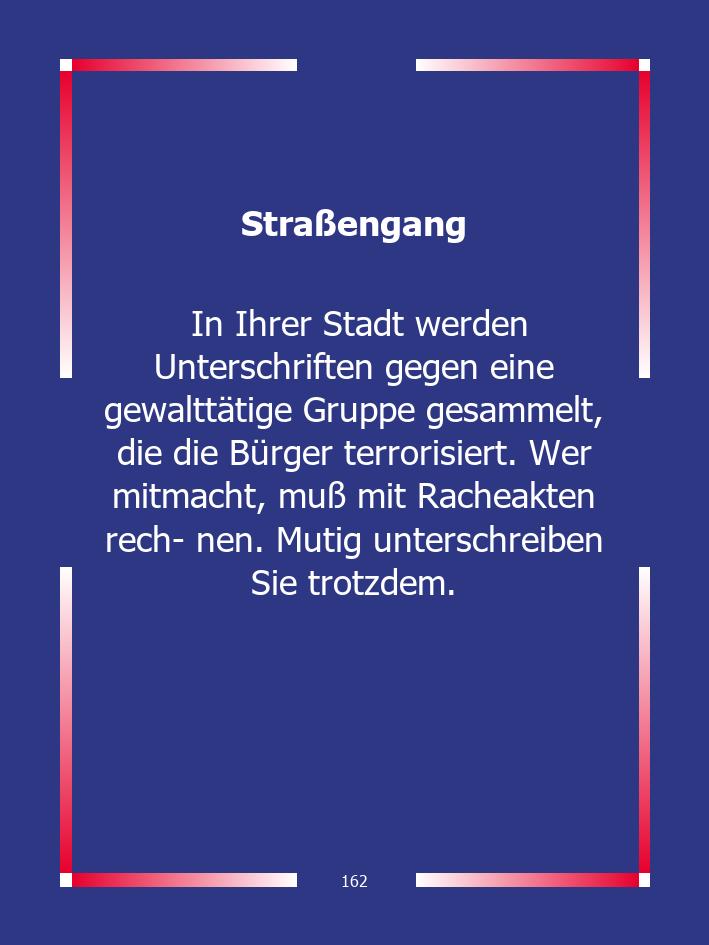 Straßengang
In Ihrer Stadt werden
Unterschriften gegen eine
gewalttätige Gruppe gesammelt,
die die Bürger terrorisiert. Wer
mitmacht, muß mit Racheakten
rech- nen. Mutig unterschreiben
Sie trotzdem.
162